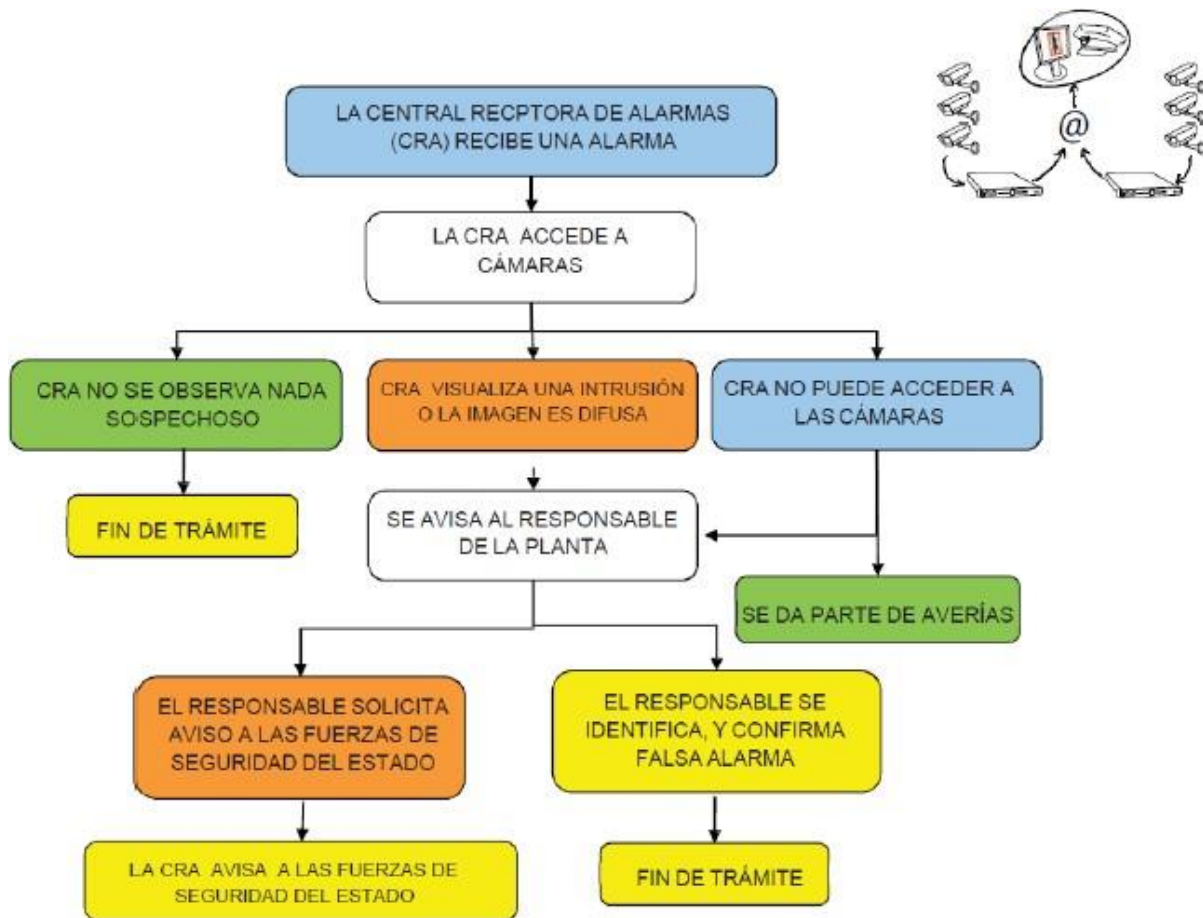 @
LA CENTRAL RECPTORA DE ALARMAS
(CRA) RECIBE UNA ALARMA
LA CRA ACCEDE A
CÁMARAS
CRA NO SE OBSERVA NADA
SOSPECHOSO
CRA VISUALIZA UNA INTRUSIÓN
O LA IMAGEN ES DIFUSA
CRA NO PUEDE ACCEDER A
LAS CÁMARAS
FIN DE TRÁMITE
SE AVISA AL RESPONSABLE
DE LA PLANTA
SE DA PARTE DE AVERÍAS
EL RESPONSABLE SOLICITA
AVISO A LAS FUERZAS DE
SEGURIDAD DEL ESTADO
EL RESPONSABLE SE
IDENTIFICA, Y CONFIRMA
FALSA ALARMA
LA CRA AVISA A LAS FUERZAS DE
SEGURIDAD DEL ESTADO
FIN DE TRÁMITE